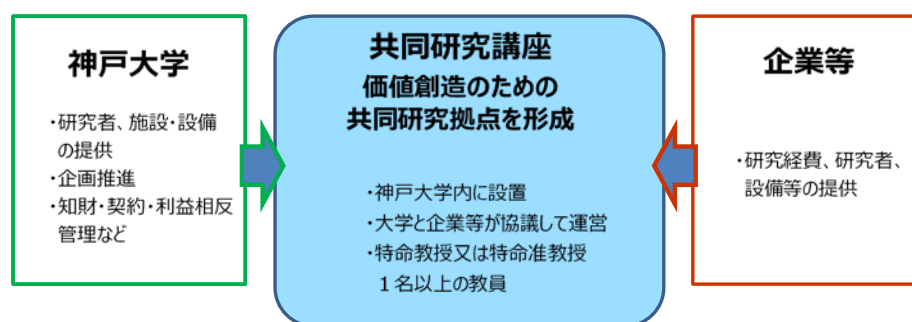 神戸大学
・研究者、施設・設備
の提供
・企画推進
・知財・契約・利益相反
管理など
共同研究講座
価値創造のための
共同研究拠点を形成
・神戸大学内に設置
・大学と企業等が協議して運営
・特命教授又は特命准教授
１名以上の教員
企業等
・研究経費、研究者、
設備等の提供